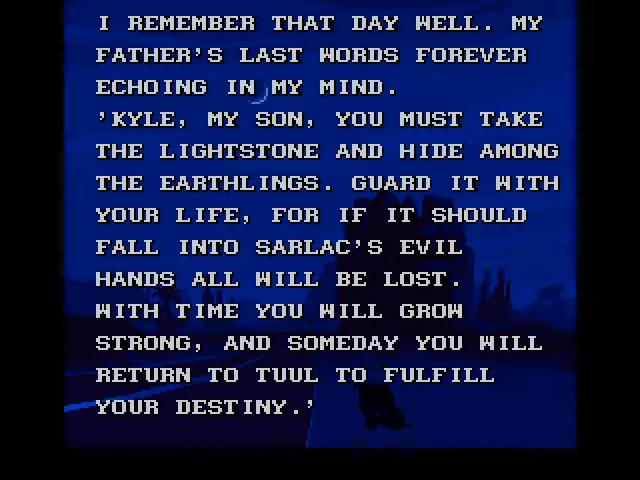 I REMEMBER THAT DAY WELL. MY
FATHER'S LAST WORDS FOREVER
ECHOING IN MY MIND.
'KYLE, MY SON, YOU MUST TAKE
THE LIGHTSTONE AND HIDE AMONG
THE EARTHLINGS. GUARD IT WITH
YOUR LIFE, FOR IF IT SHOULD
FALL INTO SARLAC'S EVIL
HANDS ALL WILL BE LOST.
WITH TIME YOU WILL GROW
STRONG, AND SOMEDAY YOU WILL
RETURN TO TUUL TO FULFILL
YOUR DESTINY.'